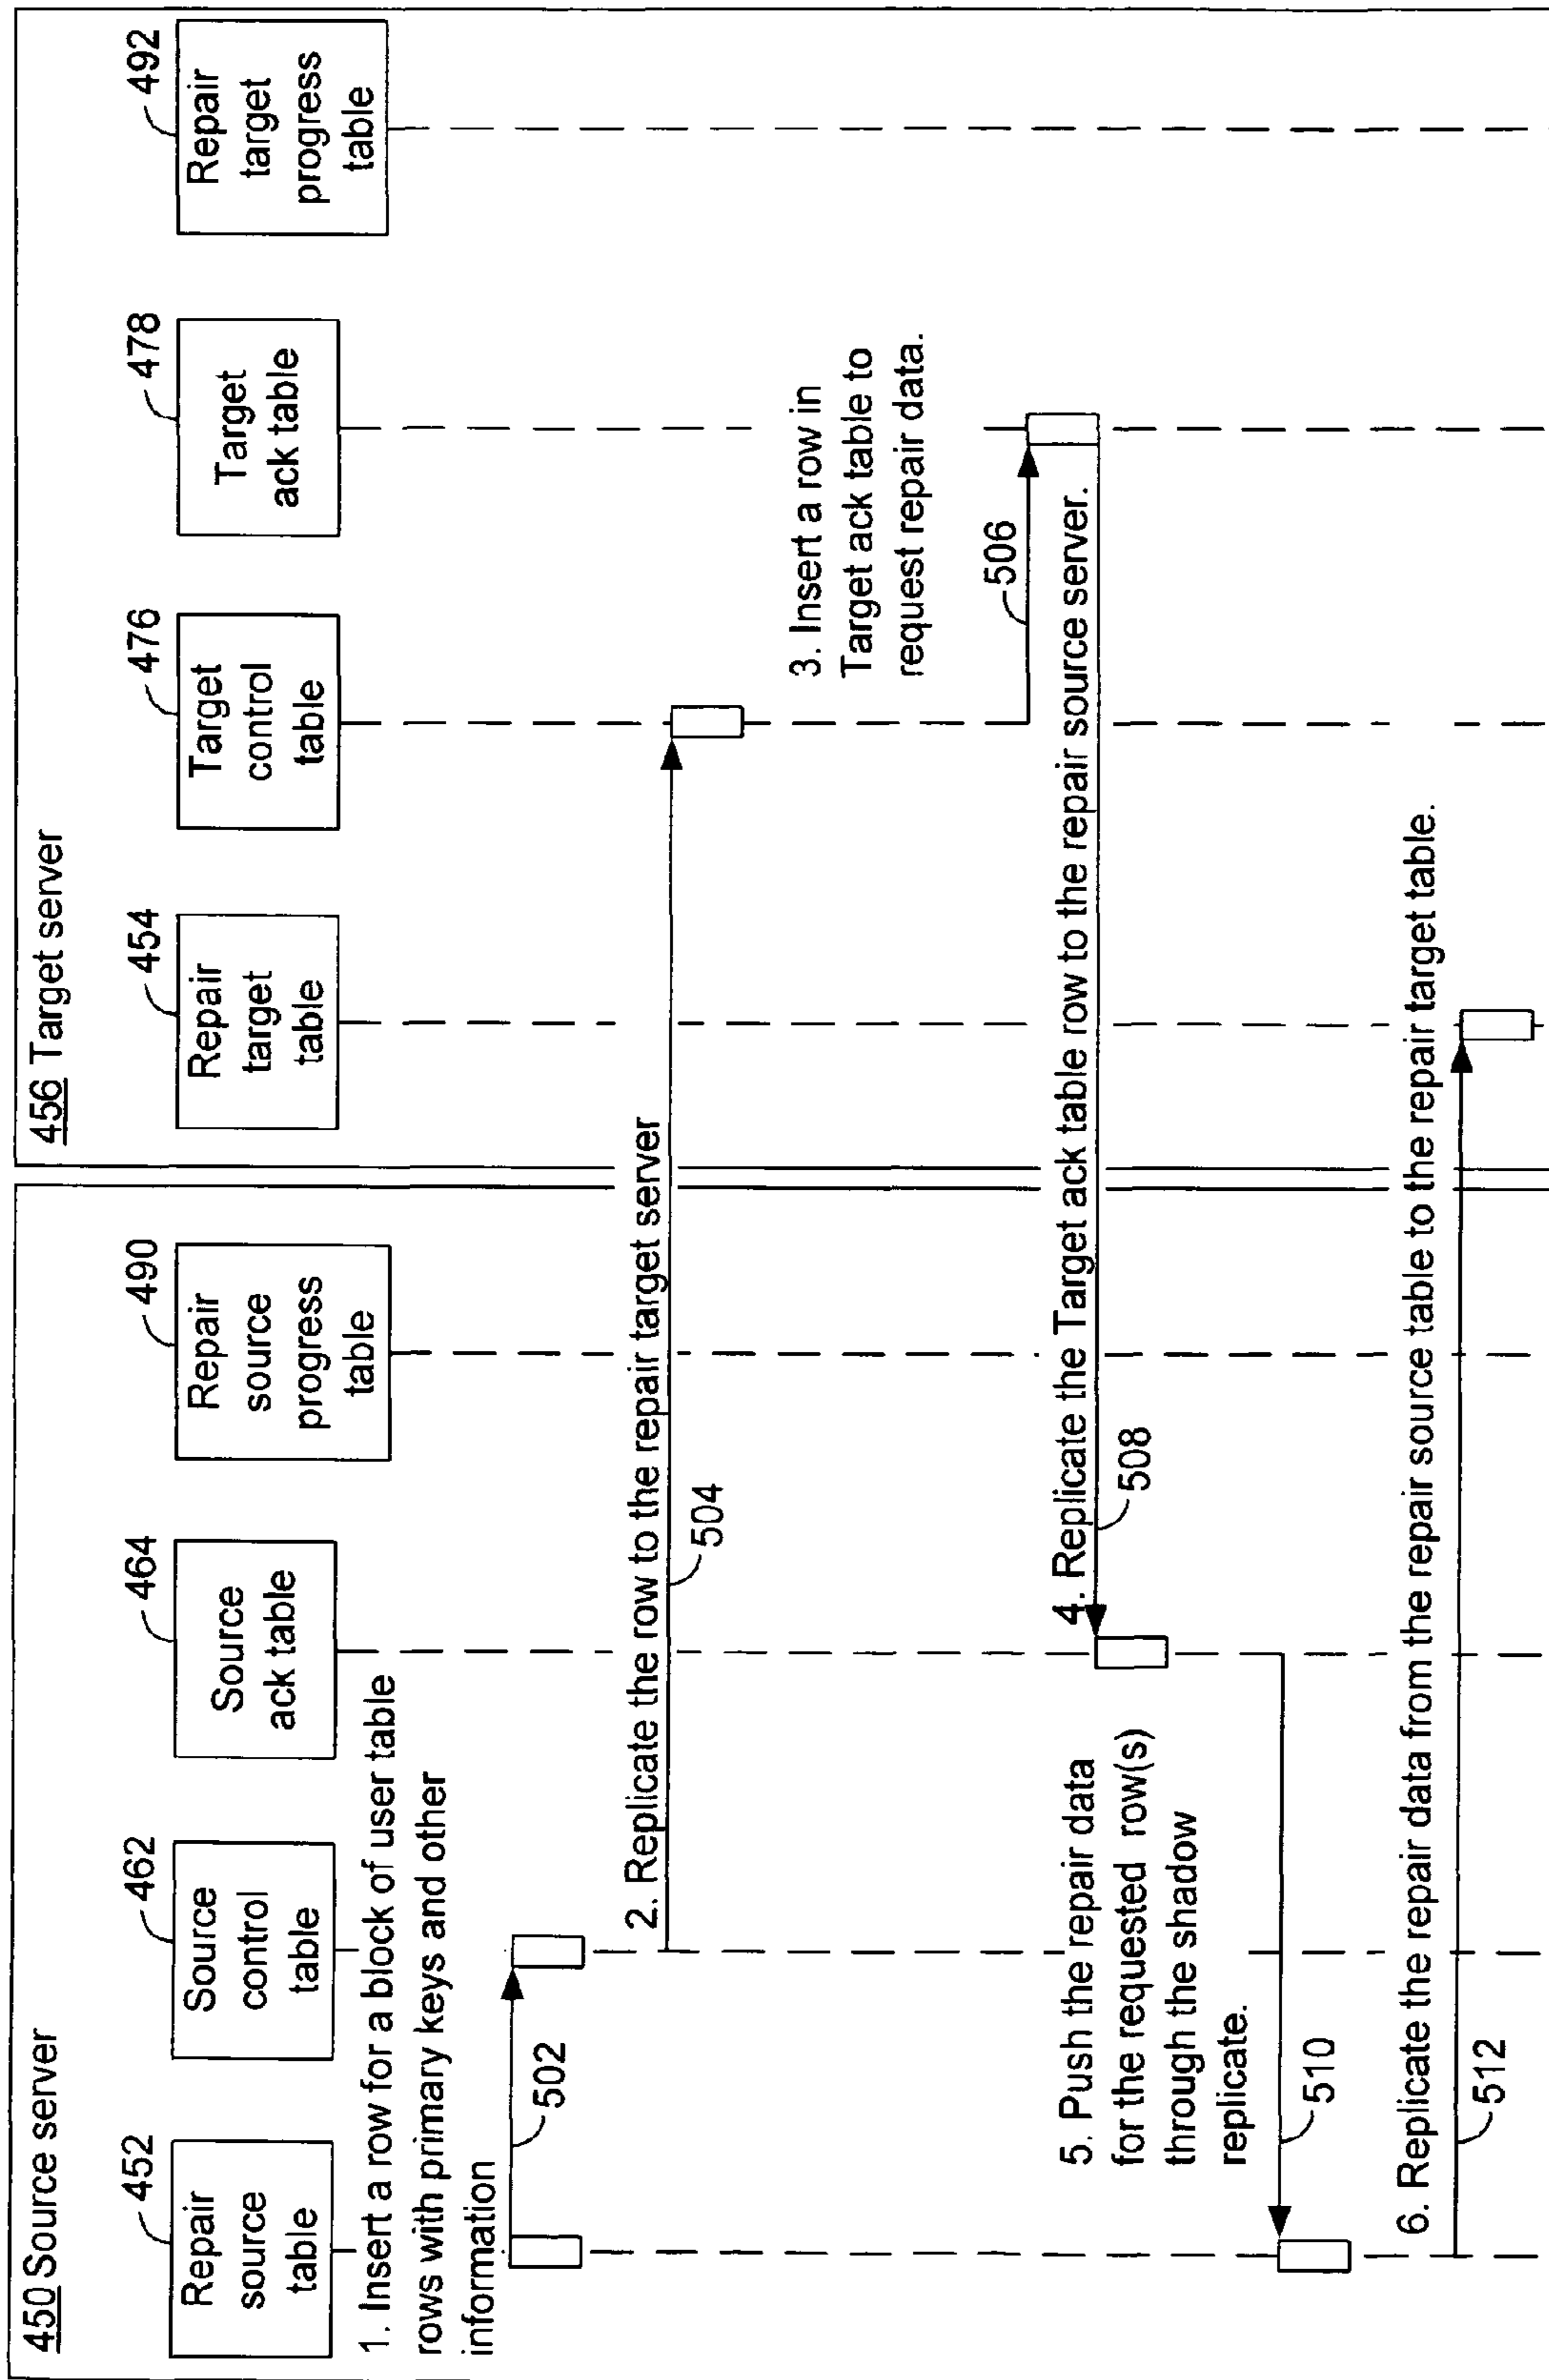 450 Source server
452
Repair
source
table
462
Source
control
table
464
Source
ack table
490
Repair
source
progress
table
456 Target server
454
Repair
target
table
476
Target
control
table
478
Target
ack table
492
Repair
target
progress
table
1. Insert a row for a block of user table
rows with primary keys and other
information
502
2. Replicate the row to the repair target server
504
3. Insert a row in
Target ack table to
request repair data.
506
4. Replicate the Target ack table row to the repair source server.
508
5. Push the repair data
for the requested row(s)
through the shadow
replicate.
510
6. Replicate the repair data from the repair source table to the repair target table.
512